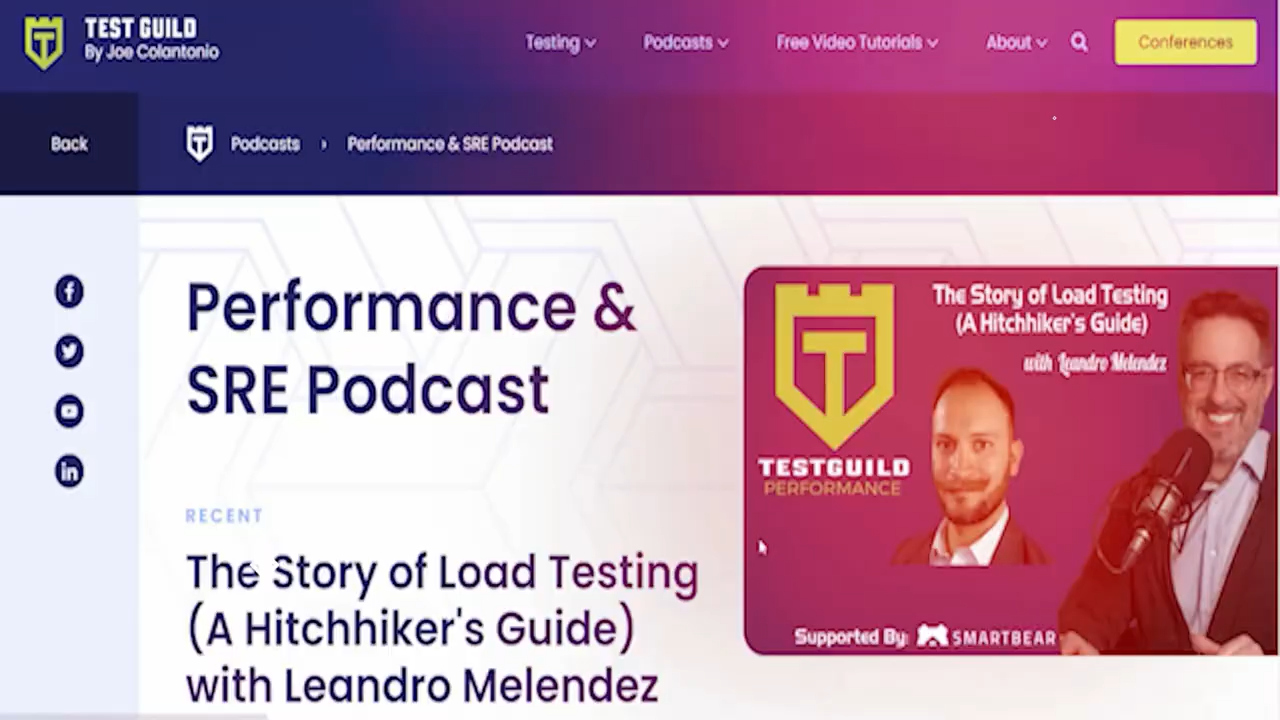 TEST GUILD
By Joe Colantonio
Testing
Podcasts
Free Video Tutorials
About
Conferences
Back
Podcasts › Performance & SRE Podcast
Performance &
SRE Podcast
RECENT
The Story of Load Testing
(A Hitchhiker's Guide)
with Leandro Melendez
The Story of Load Testing
(A Hitchhiker's Guide)
with Leandro Melendez
TESTGUILD
PERFORMANCE
Supported By: SMARTBEAR